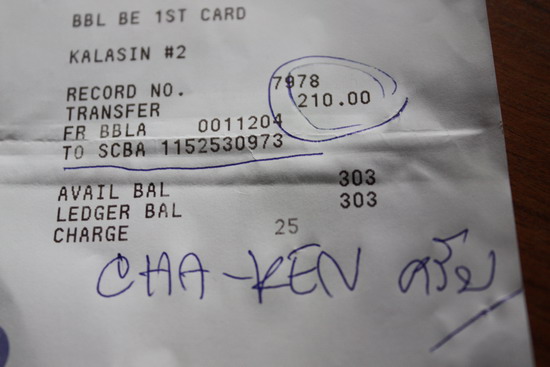 BBL BE 1ST CARD
KALASIN #2
RECORD NO. 7978
TRANSFER 210.00
FR BBLA 0011204
TO SCBA 1152530973
AVAIL BAL 303
LEDGER BAL 303
CHARGE 25
CHA-KEN ครับ